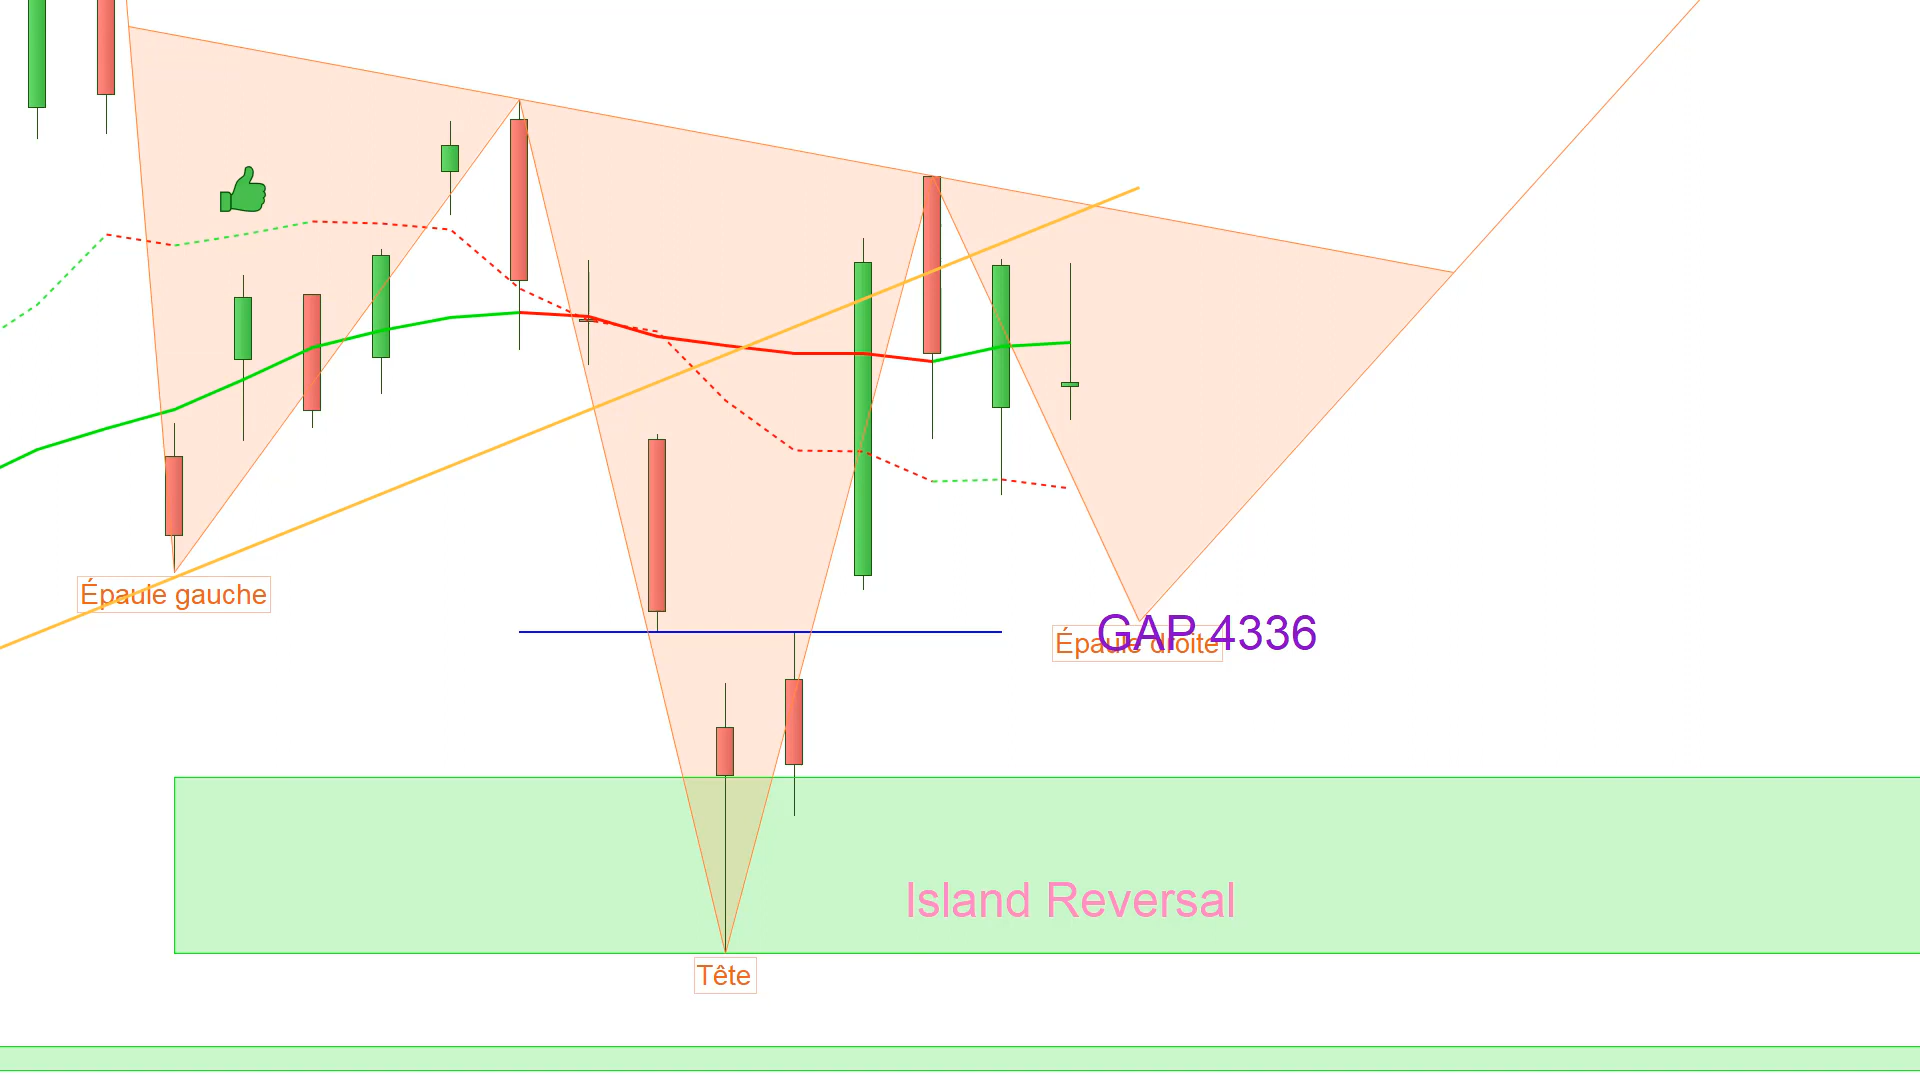 Épaule gauche
GAP 4336
Épaule droite
Island Reversal
Tête